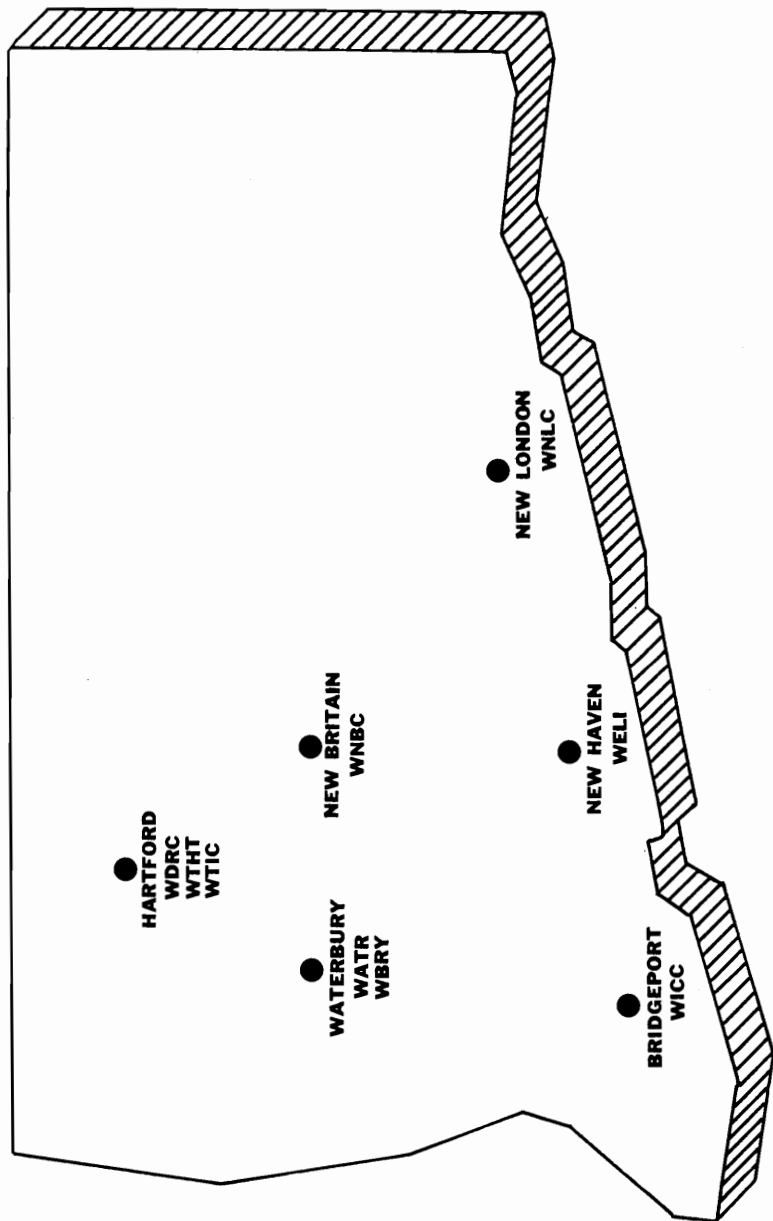 HARTFORD
WDRC
WTHT
WTIC
WATERBURY
WATR
WBRY
NEW BRITAIN
WNBC
BRIDGEPORT
WICC
NEW HAVEN
WELI
NEW LONDON
WNLC